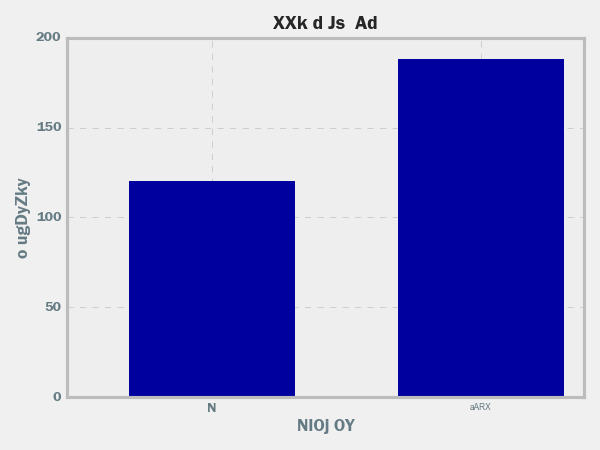 XXk d Js  Ad
200
150
100
50
0
o ugDyZky
N
aARX
NIOj OY